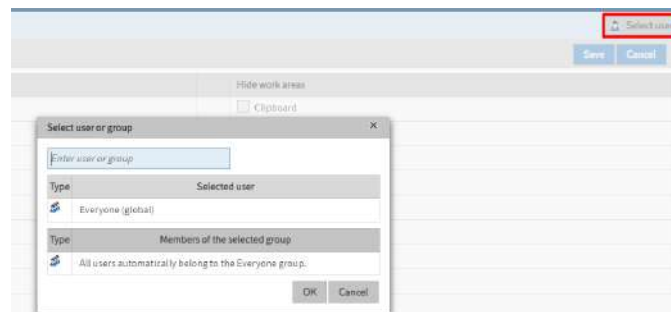 Select user
Save Cancel
Hide work areas
Clipboard
Select user or group
Enter user or group
Type Selected user
Everyone (global)
Type Members of the selected group
All users automatically belong to the Everyone group.
OK Cancel